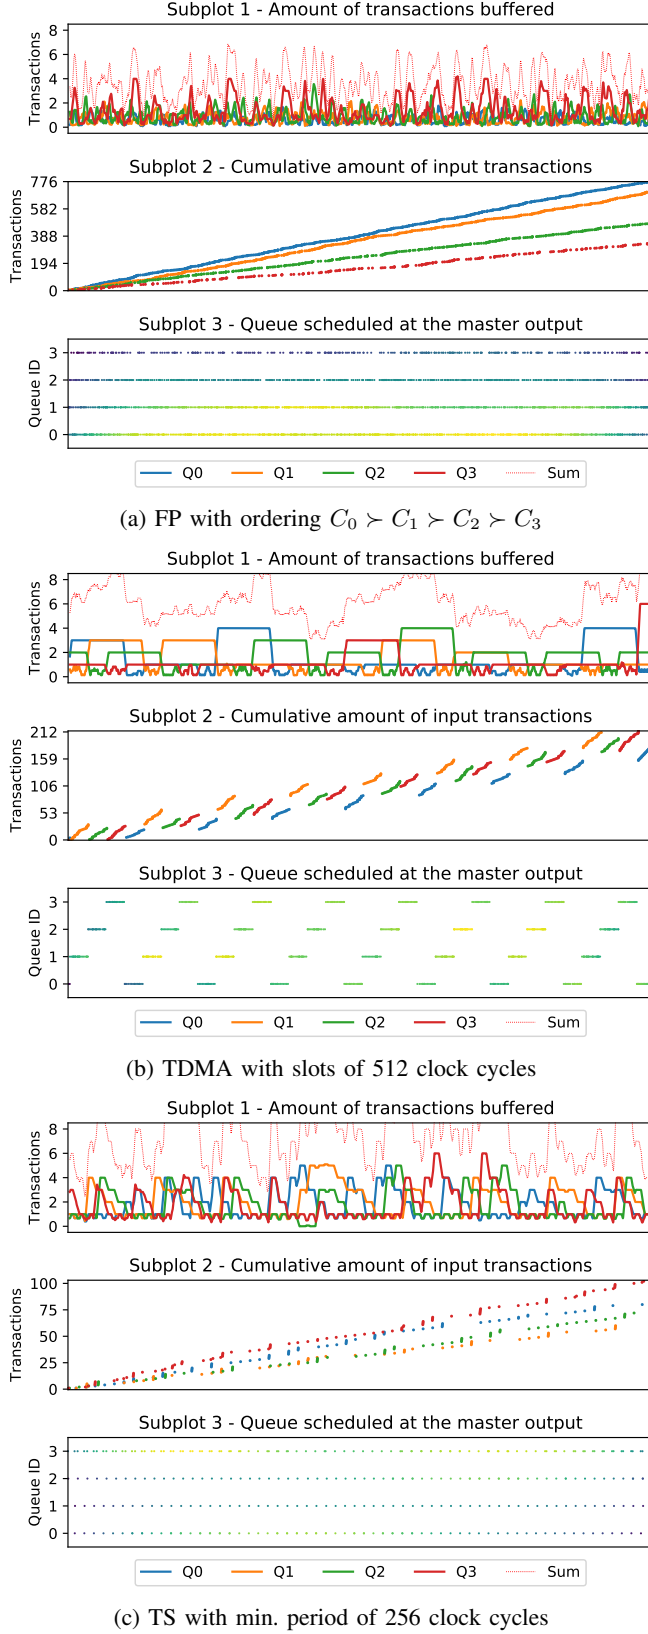 Subplot 1 - Amount of transactions buffered
8
6
4
2
0
Transactions
Subplot 2 - Cumulative amount of input transactions
776
582
388
194
0
Transactions
Subplot 3 - Queue scheduled at the master output
3
2
1
0
Queue ID
Q0 Q1 Q2 Q3 Sum
(a) FP with ordering C₀ ≻ C₁ ≻ C₂ ≻ C₃
Subplot 1 - Amount of transactions buffered
8
6
4
2
0
Transactions
Subplot 2 - Cumulative amount of input transactions
212
159
106
53
0
Transactions
Subplot 3 - Queue scheduled at the master output
3
2
1
0
Queue ID
Q0 Q1 Q2 Q3 Sum
(b) TDMA with slots of 512 clock cycles
Subplot 1 - Amount of transactions buffered
8
6
4
2
0
Transactions
Subplot 2 - Cumulative amount of input transactions
100
75
50
25
0
Transactions
Subplot 3 - Queue scheduled at the master output
3
2
1
0
Queue ID
Q0 Q1 Q2 Q3 Sum
(c) TS with min. period of 256 clock cycles